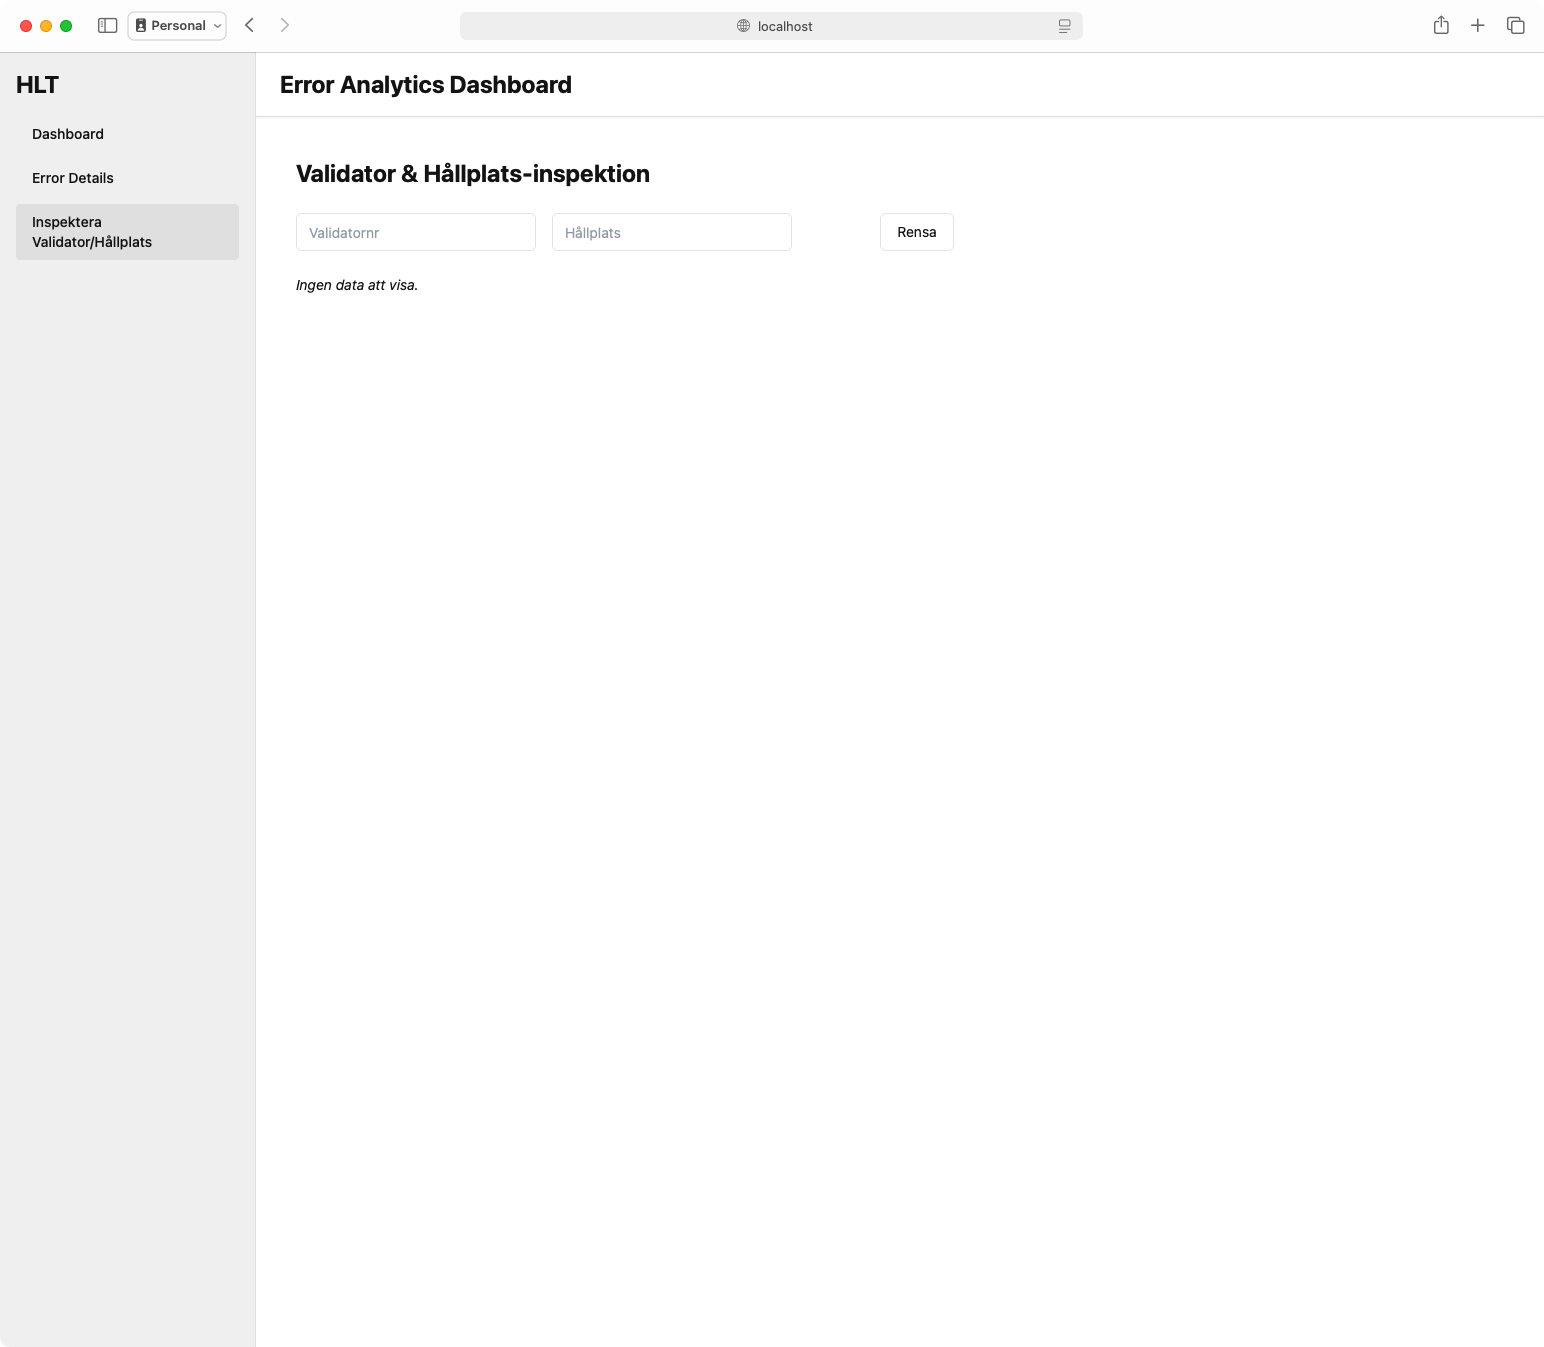 Personal
localhost
HLT
Error Analytics Dashboard
Dashboard
Error Details
Inspektera
Validator/Hållplats
Validator & Hållplats-inspektion
Validatornr
Hållplats
Rensa
Ingen data att visa.